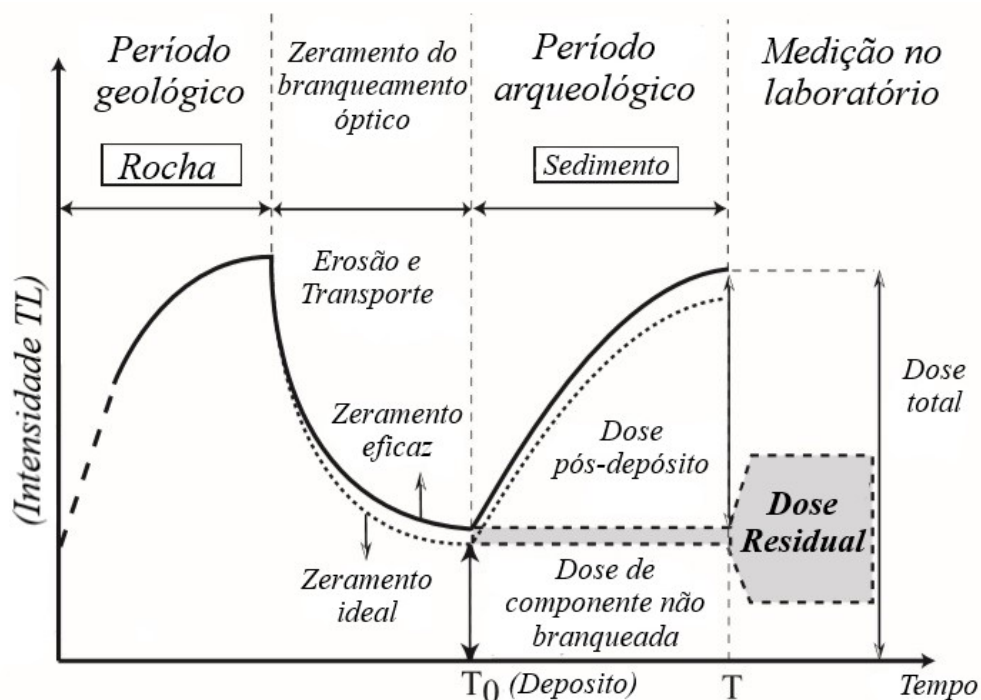 Período
geológico
Rocha
Zeramento do
branqueamento
óptico
Período
arqueológico
Sedimento
Medição no
laboratório
(Intensidade TL)
Erosão e
Transporte
Zeramento
eficaz
Zeramento
ideal
Dose
pós-depósito
Dose de
componente não
branqueada
Dose
total
Dose
Residual
T0 (Deposito)
T
Tempo